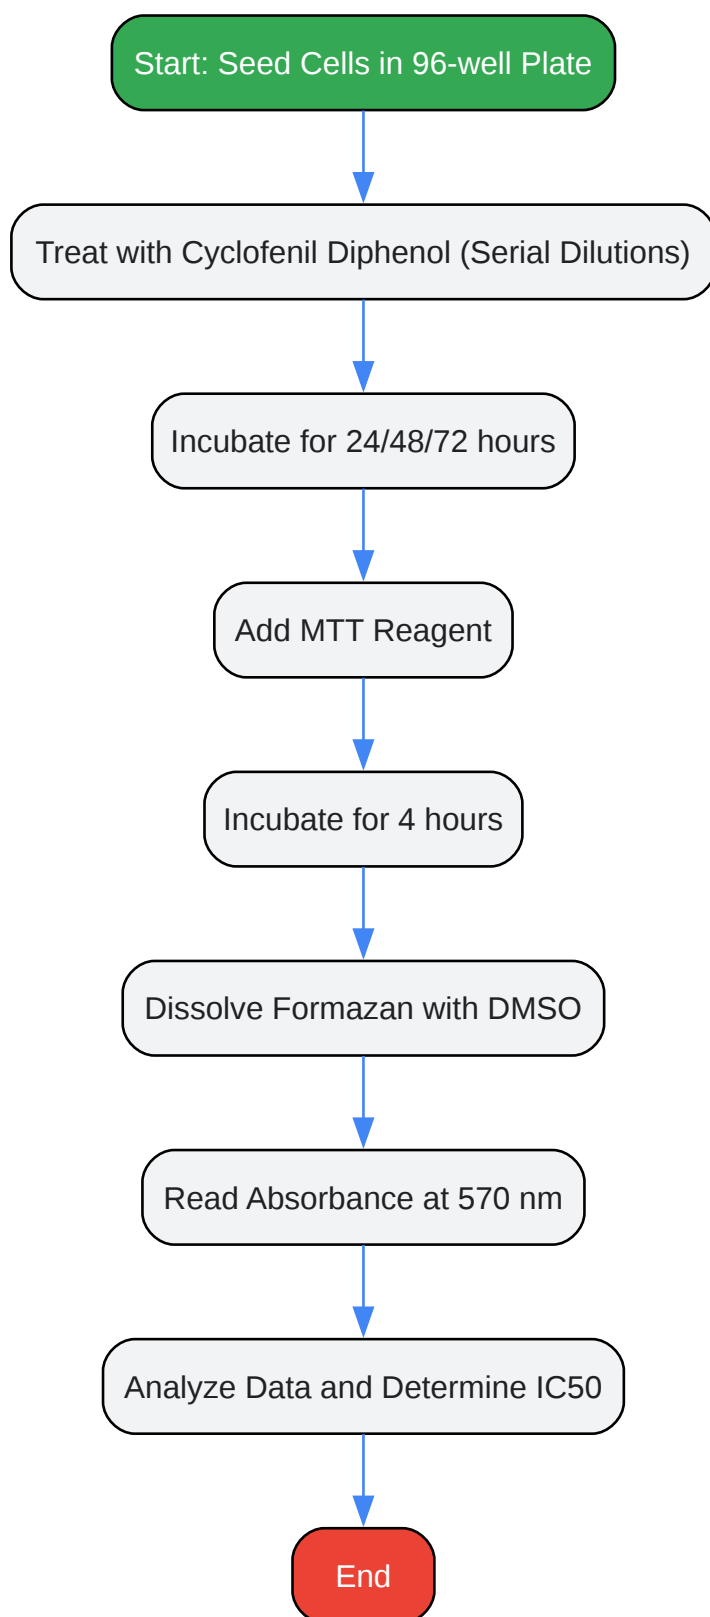 Start: Seed Cells in 96-well Plate
Treat with Cyclofenil Diphenol (Serial Dilutions)
Incubate for 24/48/72 hours
Add MTT Reagent
Incubate for 4 hours
Dissolve Formazan with DMSO
Read Absorbance at 570 nm
Analyze Data and Determine IC50
End